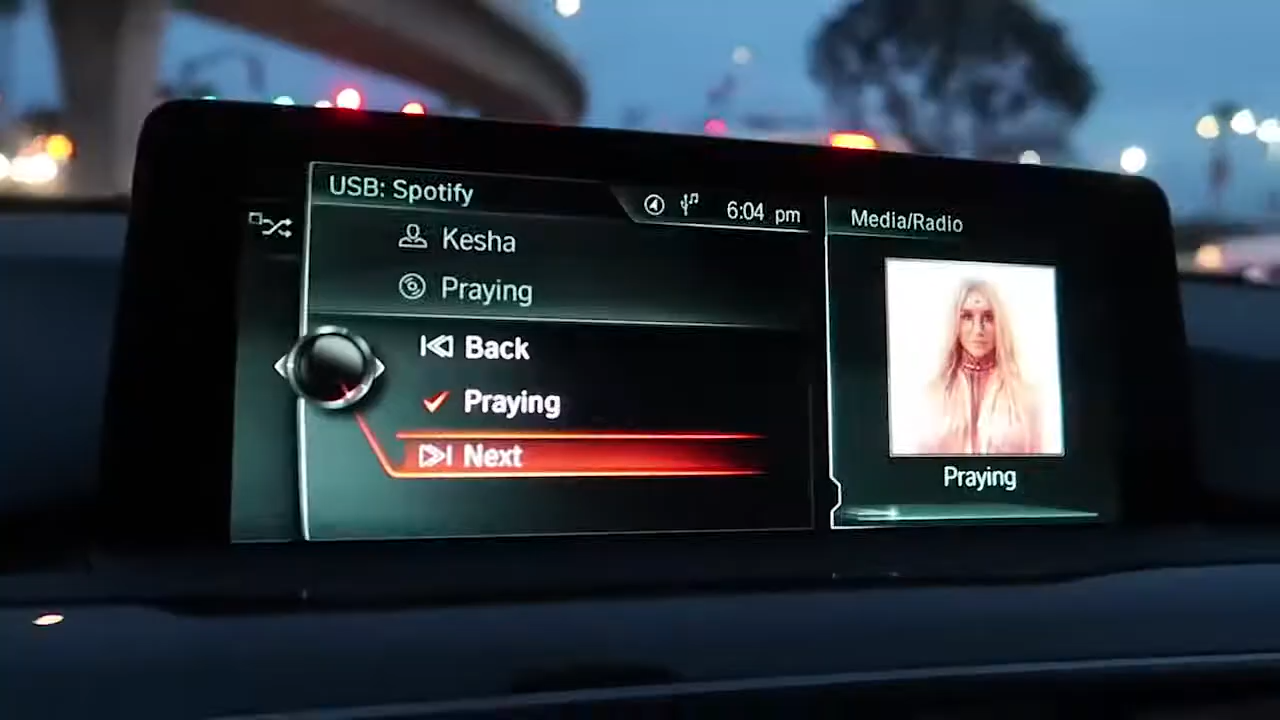 USB: Spotify
6:04 pm
Kesha
Praying
Back
Praying
Next
Media/Radio
Praying